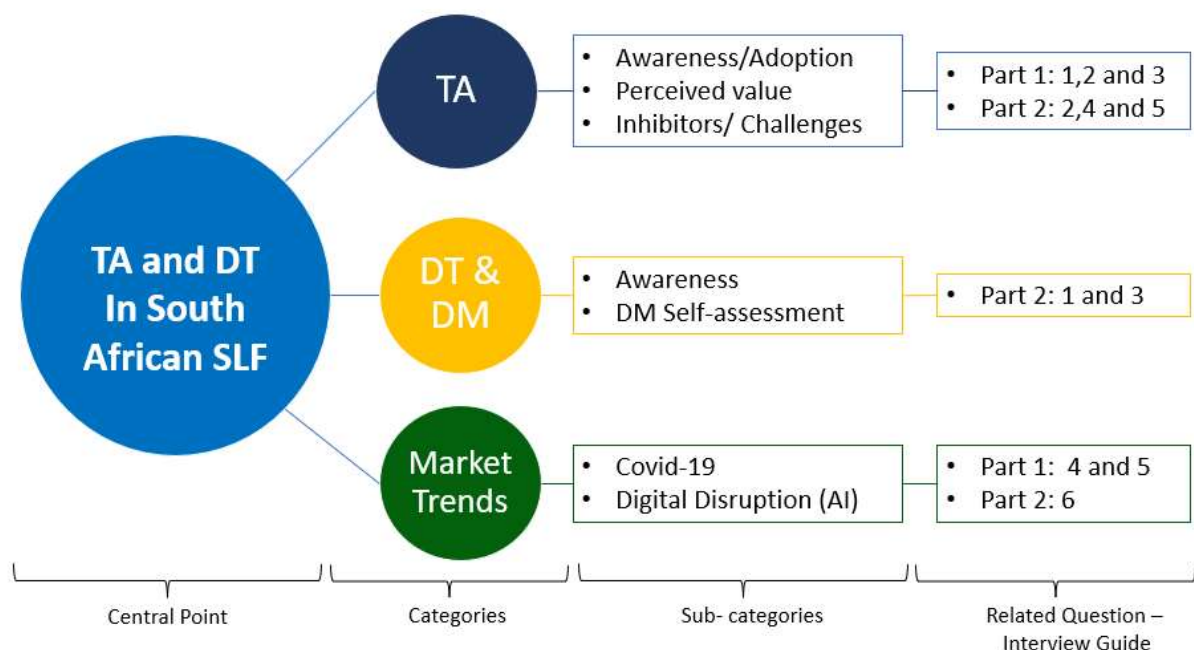 TA and DT
In South
African SLF
TA
• Awareness/Adoption
• Perceived value
• Inhibitors/ Challenges
• Part 1: 1,2 and 3
• Part 2: 2,4 and 5
DT &
DM
• Awareness
• DM Self-assessment
• Part 2: 1 and 3
Market
Trends
• Covid-19
• Digital Disruption (AI)
• Part 1: 4 and 5
• Part 2: 6
Central Point
Categories
Sub- categories
Related Question –
Interview Guide